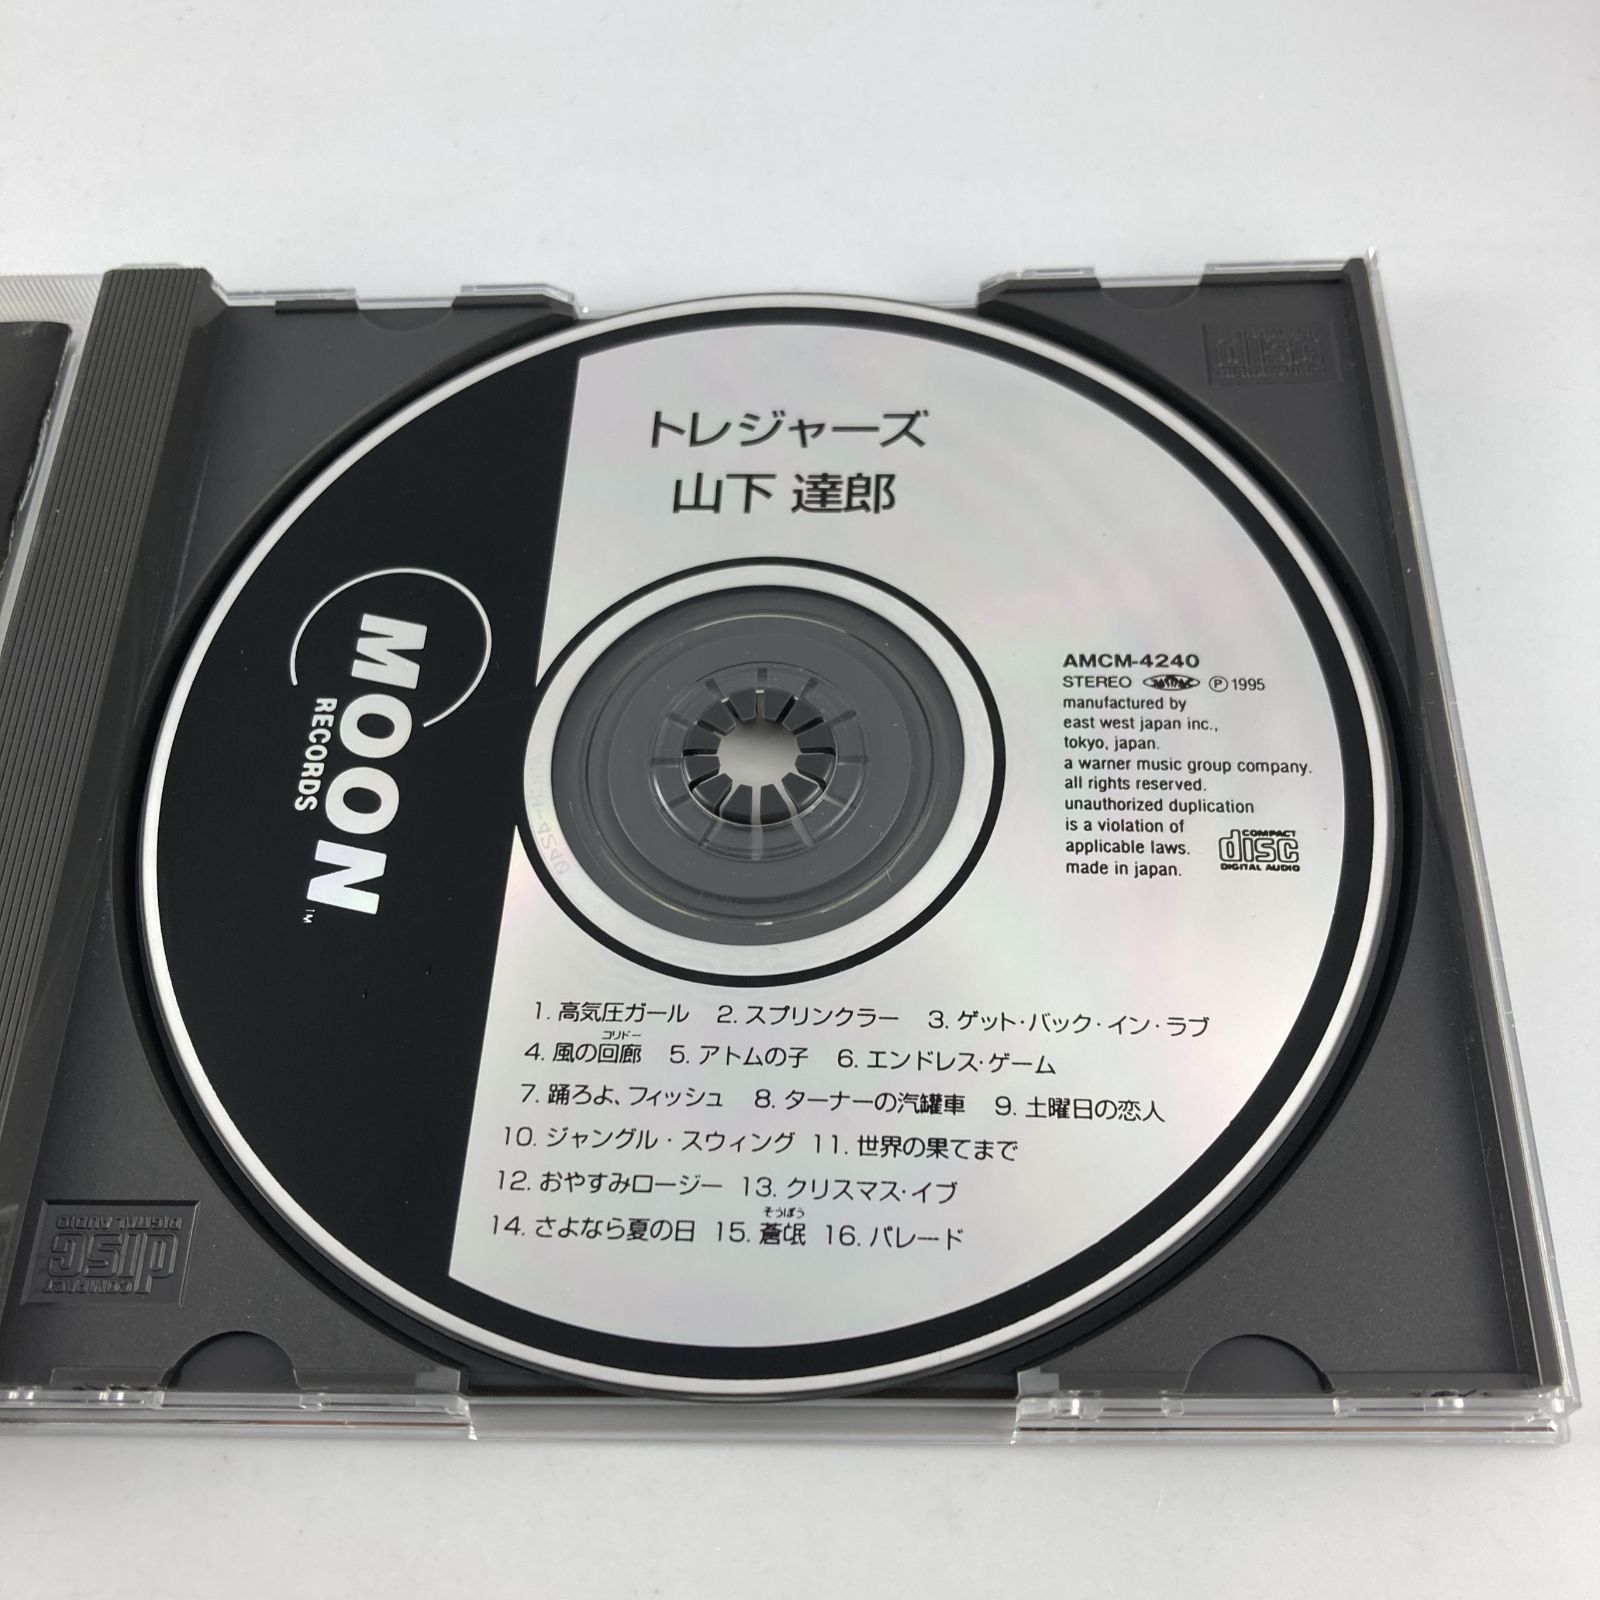 トレジャーズ
山下 達郎
MOON
RECORDS
TM
AMCM-4240
STEREO JASRAC Ⓟ1995
manufactured by
east west japan inc.,
tokyo, japan.
a warner music group company.
all rights reserved.
unauthorized duplication
is a violation of
applicable laws.
made in japan.
COMPACT
disc
DIGITAL AUDIO
1. 高気圧ガール 2. スプリンクラー 3. ゲット・バック・イン・ラブ
コリドー
4. 風の回廊 5. アトムの子 6. エンドレス・ゲーム
7. 踊ろよ、フィッシュ 8. ターナーの汽罐車 9. 土曜日の恋人
10. ジャングル・スウィング 11. 世界の果てまで
12. おやすみロージー 13. クリスマス・イブ
そうぼう
14. さよなら夏の日 15. 蒼氓 16. パレード
disc
DIGITAL AUDIO
COMPACT
disc
DIGITAL AUDIO